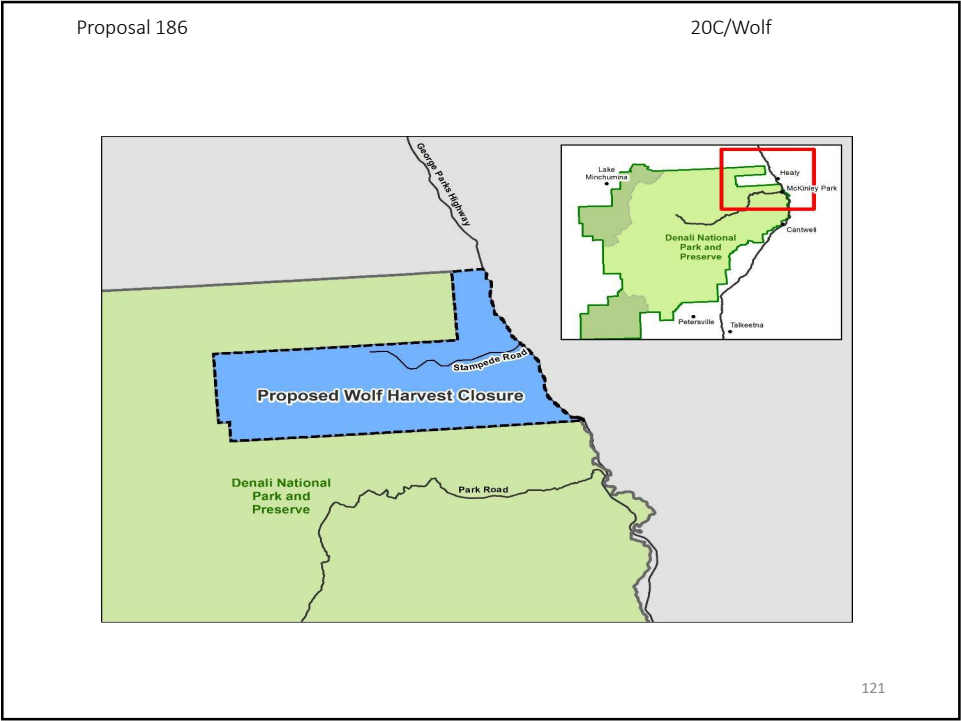 Proposal 186
20C/Wolf
George Parks Highway
Lake
Minchumina
Healy
McKinley Park
Cantwell
Denali National
Park and
Preserve
Petersville
Talkeetna
Stampede Road
Proposed Wolf Harvest Closure
Denali National
Park and
Preserve
Park Road
121